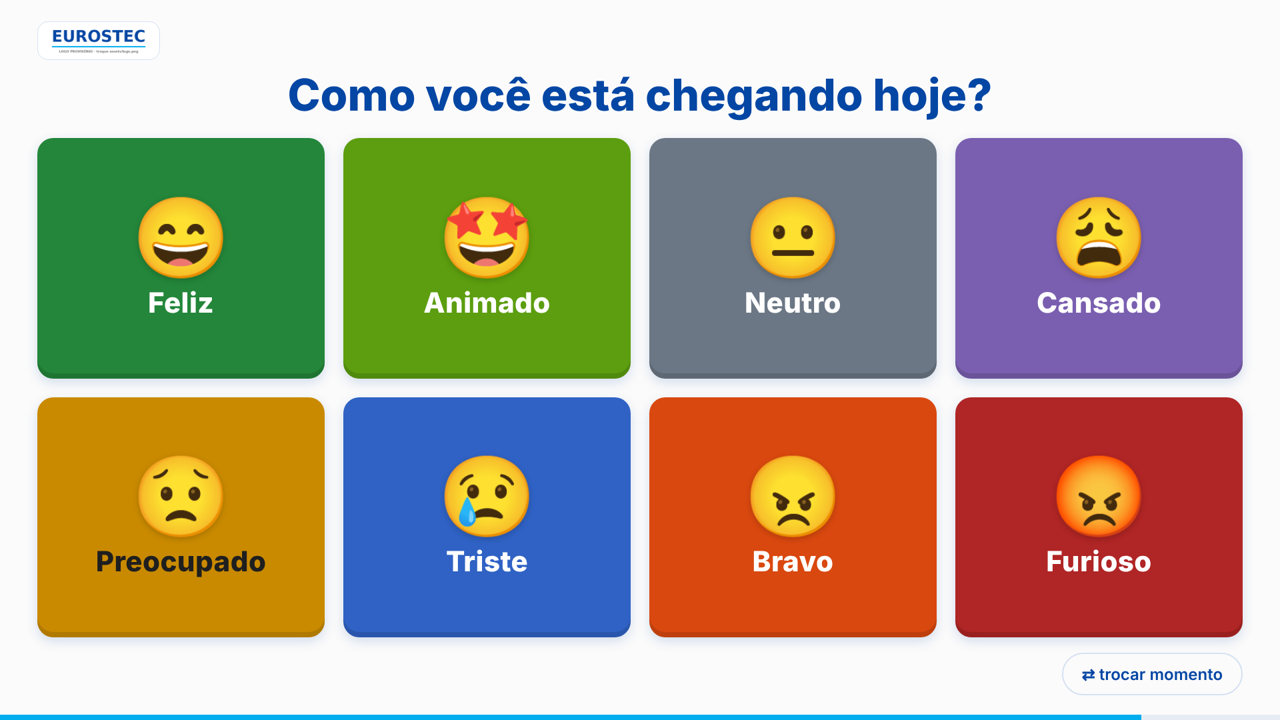 EUROSTEC
Como você está chegando hoje?
Feliz
Animado
Neutro
Cansado
Preocupado
Triste
Bravo
Furioso
⇄ trocar momento